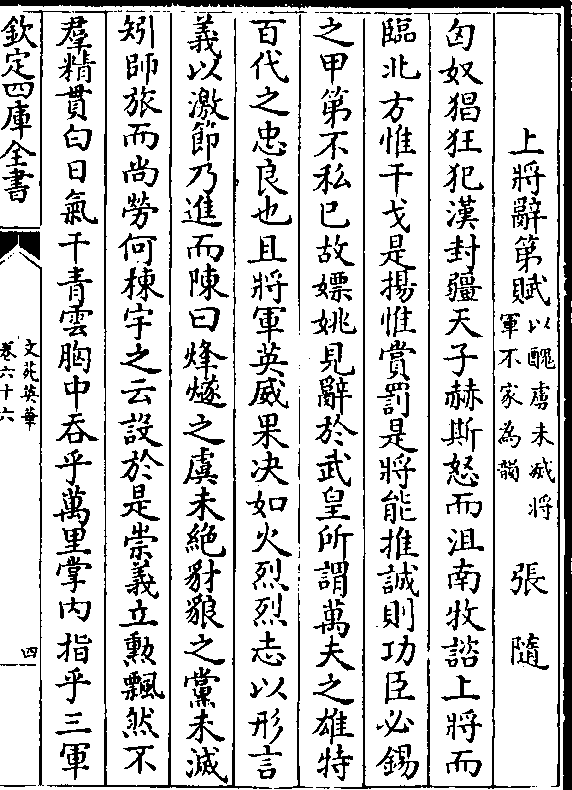 上將辭第賦以醜虜未滅將軍不家為韻　張隨
匈奴猖狂犯漢封疆天子赫斯怒而沮南牧諮上將而
臨北方惟干戈是揚惟賞罰是將能推誠則功臣必錫
之甲第不私已故嫖姚見辭於武皇所謂萬夫之雄特
百代之忠良也且將軍英威果决如火烈烈志以形言
義以激節乃進而陳曰烽燧之虞未絶豺狼之黨未滅
矧師旅而尚勞何棟宇之云設於是崇義立勲飄然不
羣精貫白日氣干青雲胸中吞乎萬里掌内指乎三軍
欽定四庫全書
文苑英華
卷六十六
四